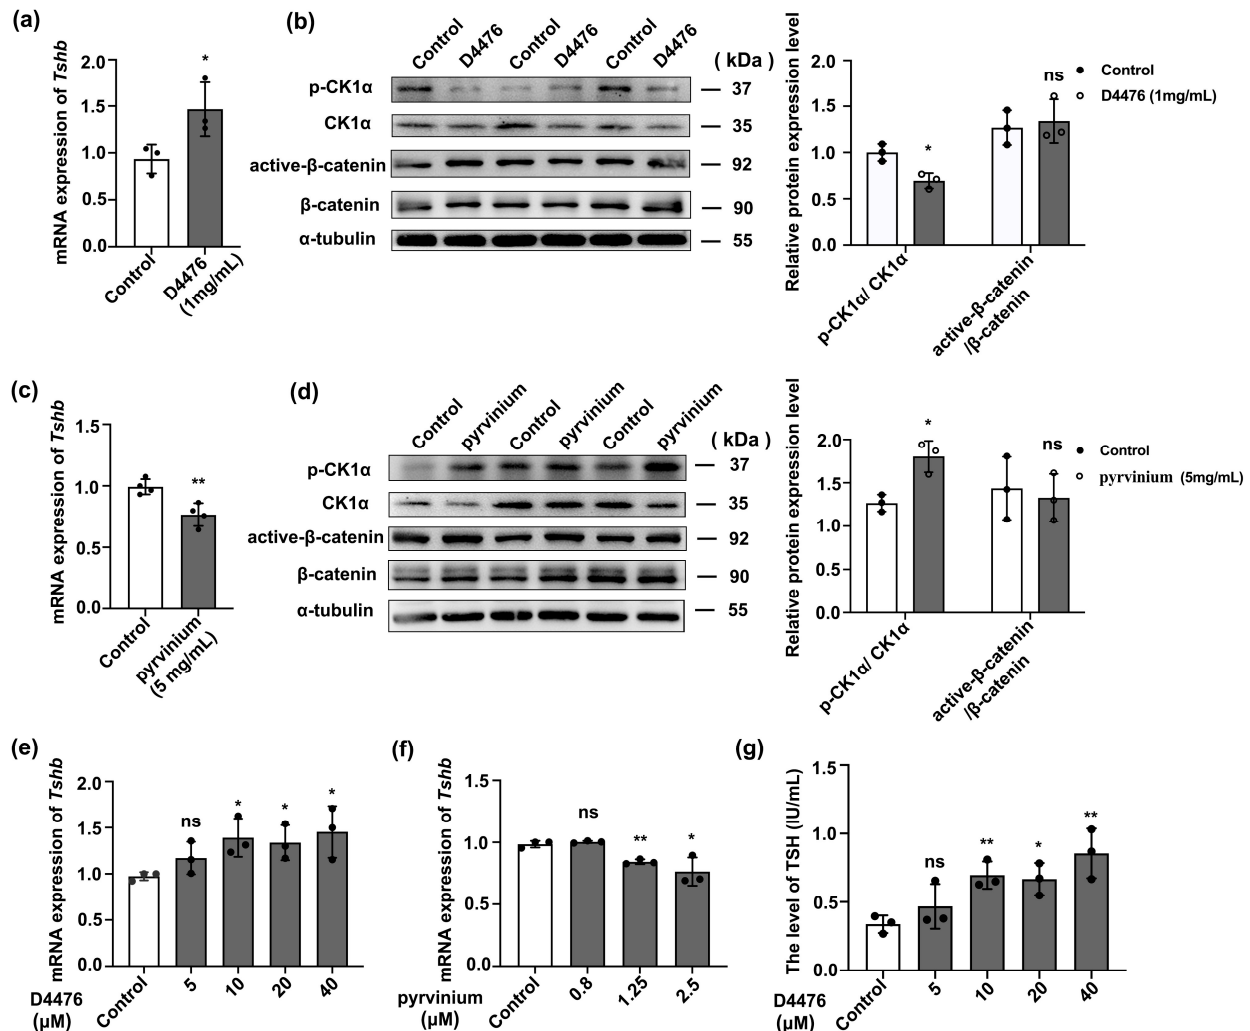 (a)
mRNA expression of Tshb
2.0
1.5
1.0
0.5
0.0
*
Control
D4476
(1mg/mL)
(b)
Control
D4476
Control
D4476
Control
D4476
( kDa )
p-CK1α
37
CK1α
35
active-β-catenin
92
β-catenin
90
α-tubulin
55
Relative protein expression level
2.0
1.5
1.0
0.5
0.0
*
ns
Control
D4476 (1mg/mL)
p-CK1α/ CK1α
active-β-catenin
/β-catenin
(c)
mRNA expression of Tshb
1.5
1.0
0.5
0.0
**
Control
pyrvinium
(5 mg/mL)
(d)
Control
pyrvinium
Control
pyrvinium
Control
pyrvinium
( kDa )
p-CK1α
37
CK1α
35
active-β-catenin
92
β-catenin
90
α-tubulin
55
Relative protein expression level
2.0
1.5
1.0
0.5
0.0
*
ns
Control
pyrvinium (5mg/mL)
p-CK1α/ CK1α
active-β-catenin
/β-catenin
(e)
mRNA expression of Tshb
2.0
1.5
1.0
0.5
0.0
ns
*
*
*
D4476
(μM)
Control
5
10
20
40
(f)
mRNA expression of Tshb
1.5
1.0
0.5
0.0
ns
**
*
pyrvinium
(μM)
Control
0.8
1.25
2.5
(g)
The level of TSH (IU/mL)
1.5
1.0
0.5
0.0
ns
**
*
**
D4476
(μM)
Control
5
10
20
40